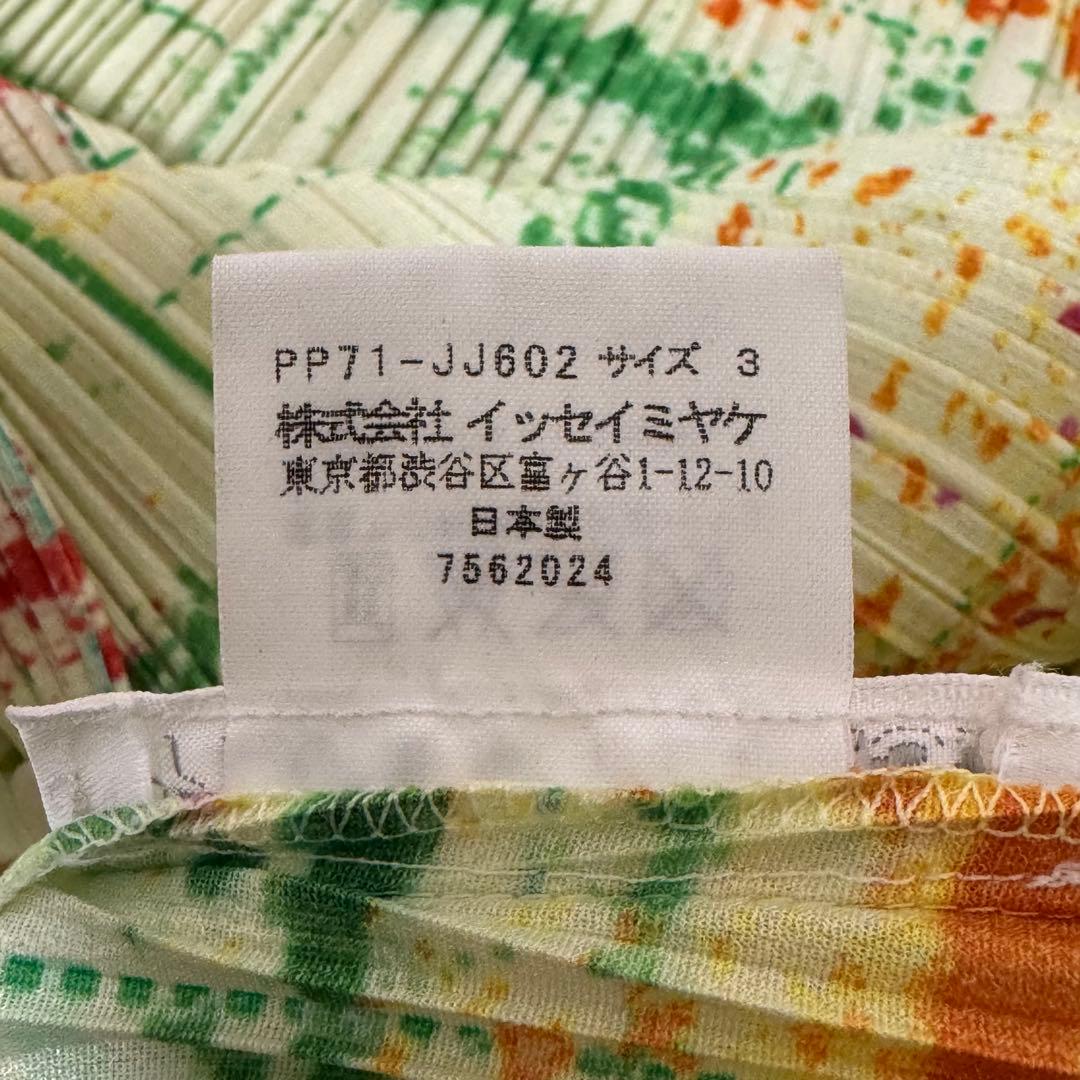 PP71-JJ602 サイズ 3
株式会社 イッセイミヤケ
東京都渋谷区富ヶ谷1-12-10
日本製
7562024